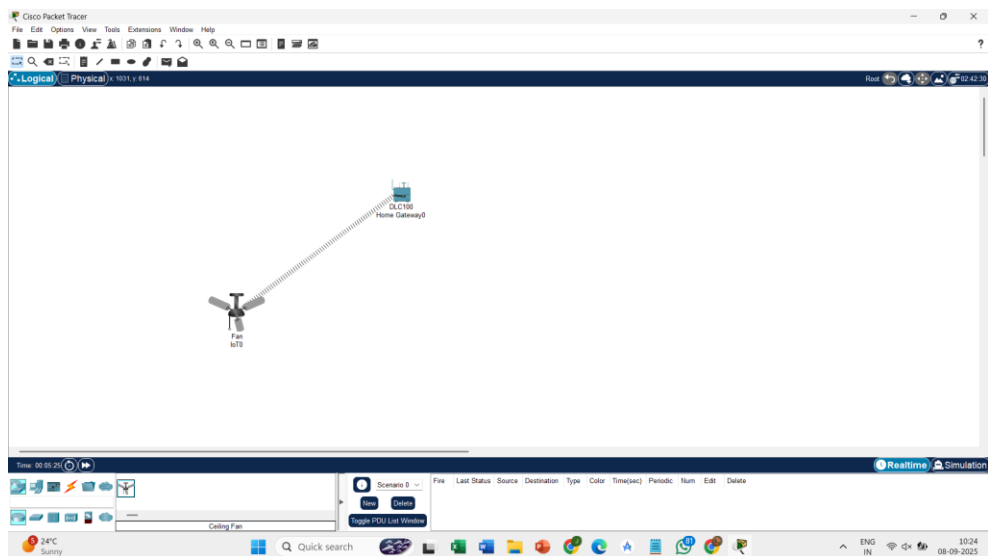 Cisco Packet Tracer
File Edit Options View Tools Extensions Window Help
?
Logical Physical x: 1031, y: 614 Root 02:42:30
DLC100
Home Gateway0
Fan
IoT0
Time: 00:05:25 Realtime Simulation
Scenario 0 Fire Last Status Source Destination Type Color Time(sec) Periodic Num Edit Delete
New Delete
Toggle PDU List Window
Ceiling Fan
5 24°C
Sunny
Quick search
ENG
IN
10:24
08-09-2025